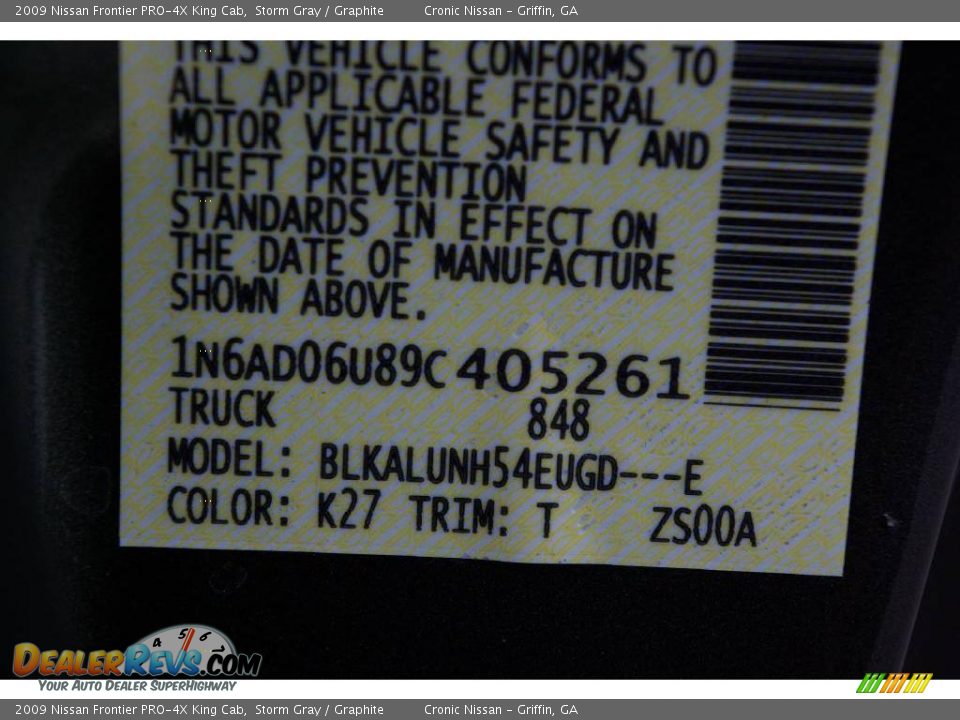 2009 Nissan Frontier PRO-4X King Cab, Storm Gray / Graphite Cronic Nissan - Griffin, GA
THIS VEHICLE CONFORMS TO
ALL APPLICABLE FEDERAL
MOTOR VEHICLE SAFETY AND
THEFT PREVENTION
STANDARDS IN EFFECT ON
THE DATE OF MANUFACTURE
SHOWN ABOVE.
1N6AD06U89C405261
TRUCK 848
MODEL: BLKALUNH54EUGD---E
COLOR: K27 TRIM: T ZS00A
4 5 6
DEALERREVS.COM
YOUR AUTO DEALER SUPERHIGHWAY
2009 Nissan Frontier PRO-4X King Cab, Storm Gray / Graphite Cronic Nissan - Griffin, GA